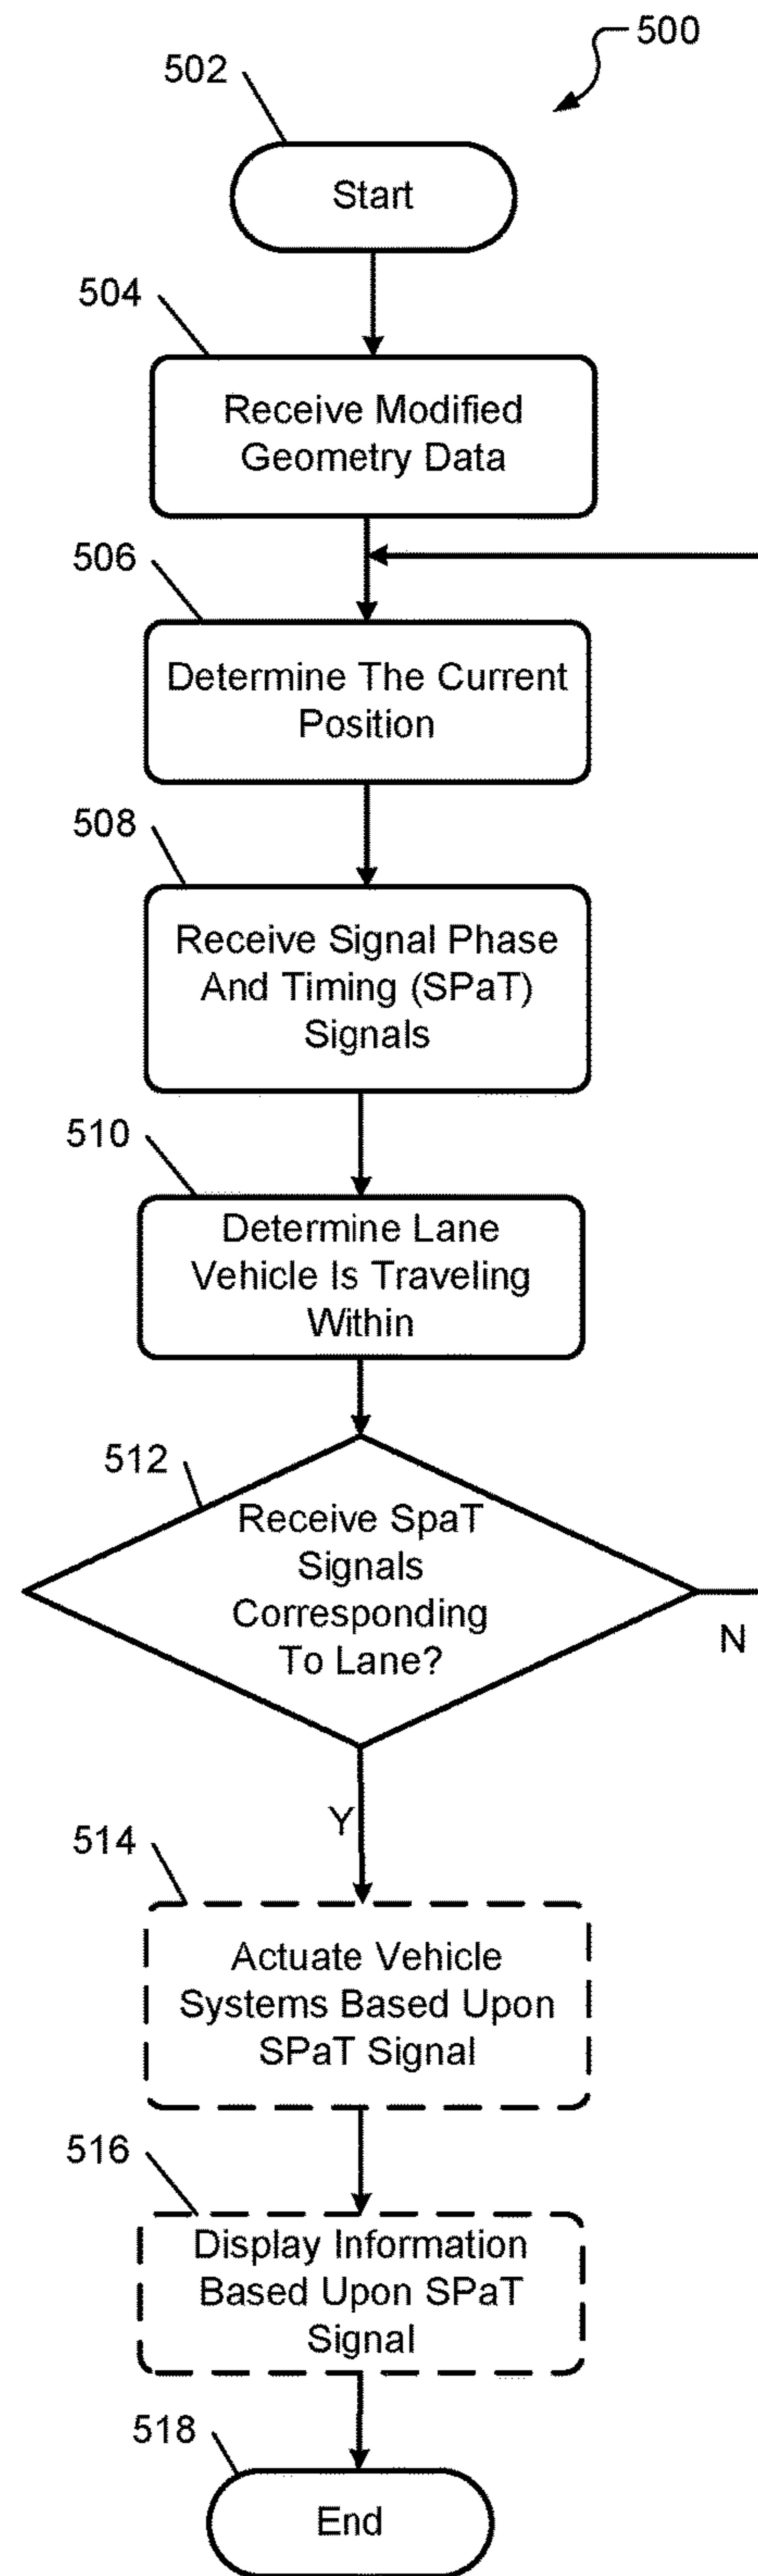 500
502
Start
504
Receive Modified
Geometry Data
506
Determine The Current
Position
508
Receive Signal Phase
And Timing (SPaT)
Signals
510
Determine Lane
Vehicle Is Traveling
Within
512
Receive SpaT
Signals
Corresponding
To Lane?
N
Y
514
Actuate Vehicle
Systems Based Upon
SPaT Signal
516
Display Information
Based Upon SPaT
Signal
518
End